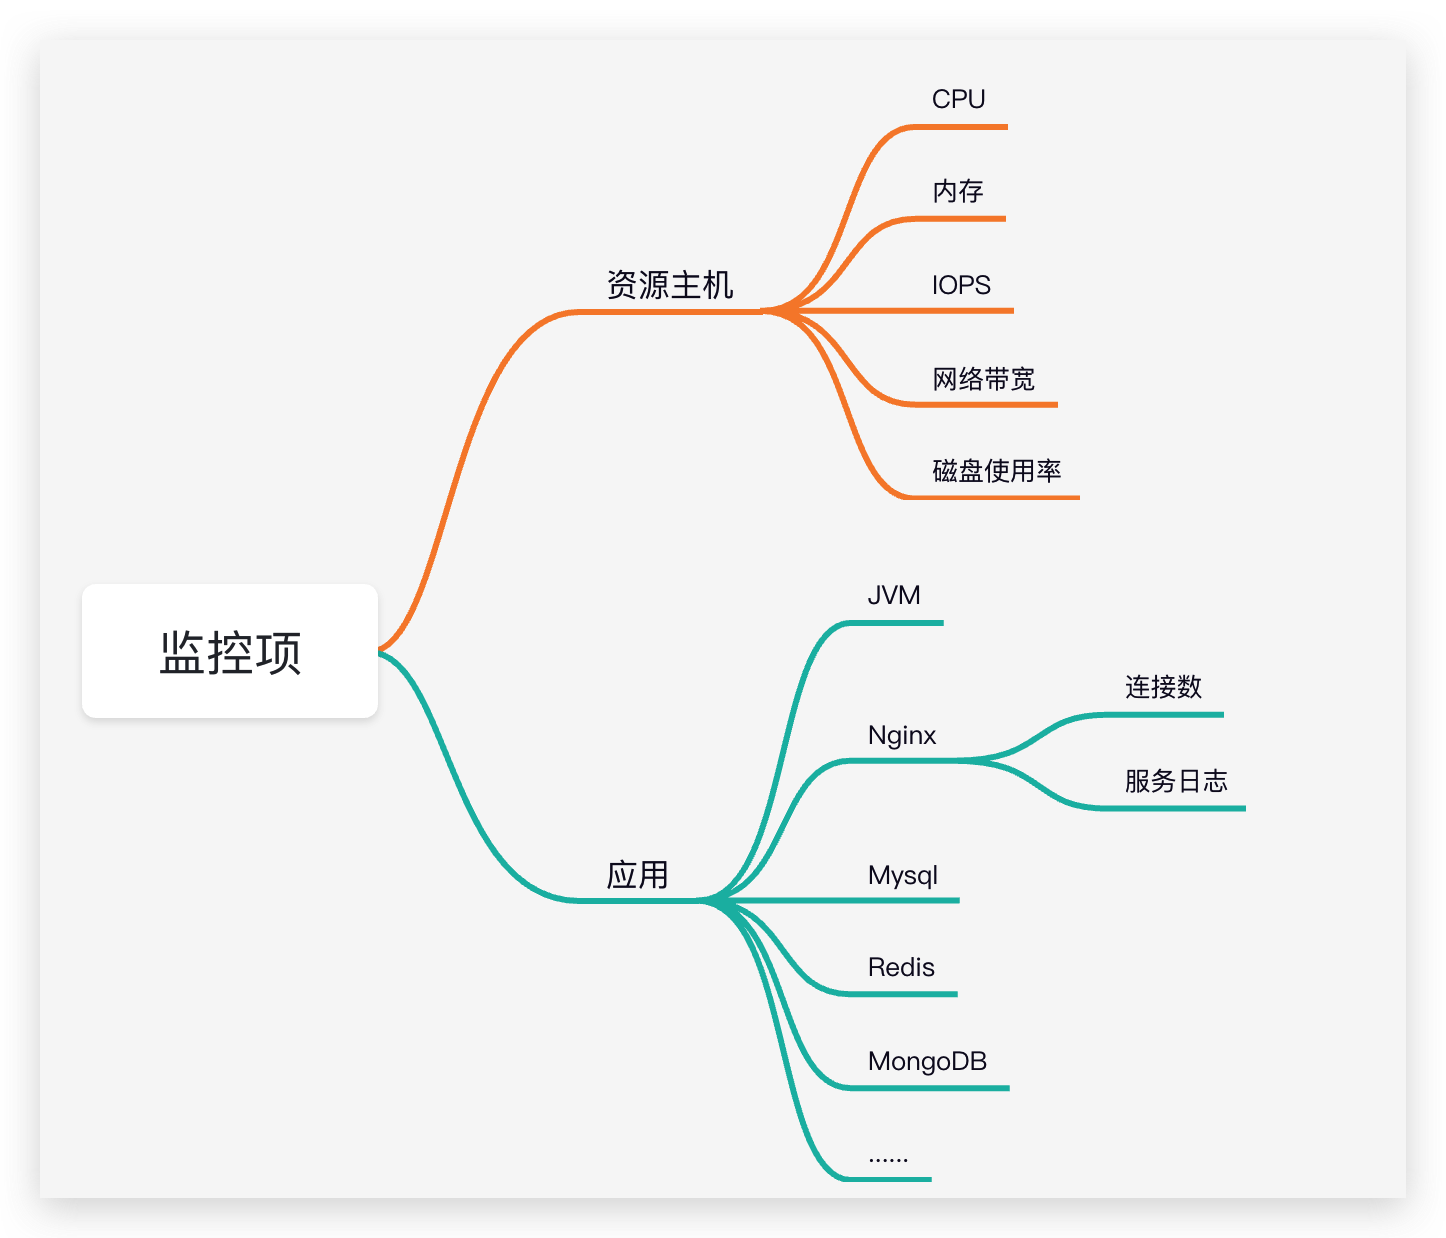 监控项
资源主机
CPU
内存
IOPS
网络带宽
磁盘使用率
应用
JVM
Nginx
连接数
服务日志
Mysql
Redis
MongoDB
......